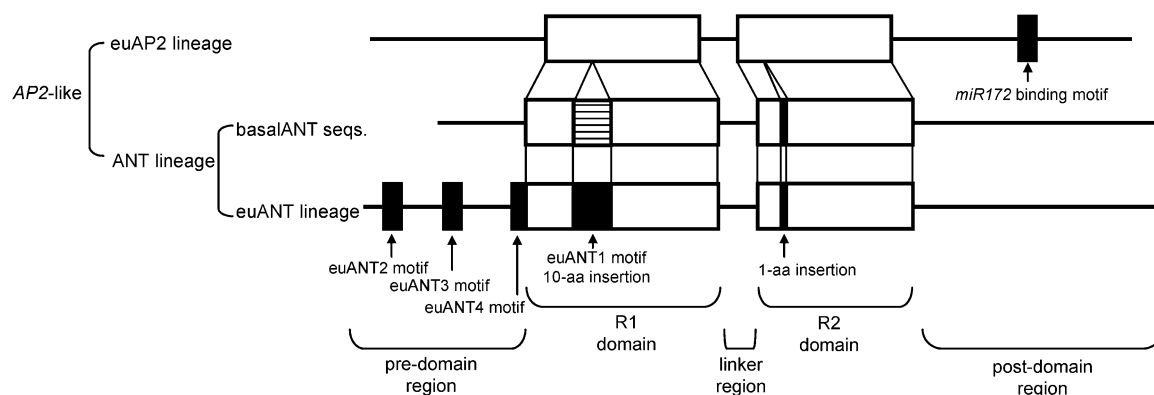 euAP2 lineage
AP2-like
miR172 binding motif
basalANT seqs.
ANT lineage
euANT lineage
euANT2 motif
euANT3 motif
euANT4 motif
euANT1 motif
10-aa insertion
1-aa insertion
R1
domain
R2
domain
pre-domain
region
linker
region
post-domain
region